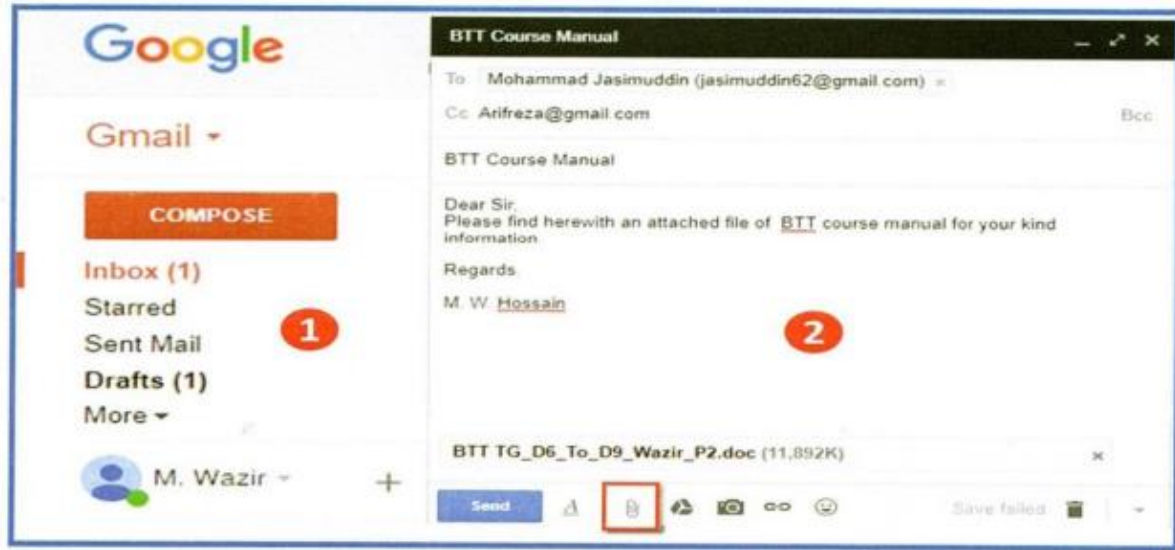 Google
Gmail
COMPOSE
Inbox (1)
Starred
Sent Mail
Drafts (1)
More
M. Wazir
+
1
BTT Course Manual
To Mohammad Jasimuddin (jasimuddin62@gmail.com) ×
Cc Arifreza@gmail.com Bcc
BTT Course Manual
Dear Sir,
Please find herewith an attached file of BTT course manual for your kind
information
Regards
M. W. Hossain
2
BTT TG_D6_To_D9_Wazir_P2.doc (11,892K) ×
Send A Save failed